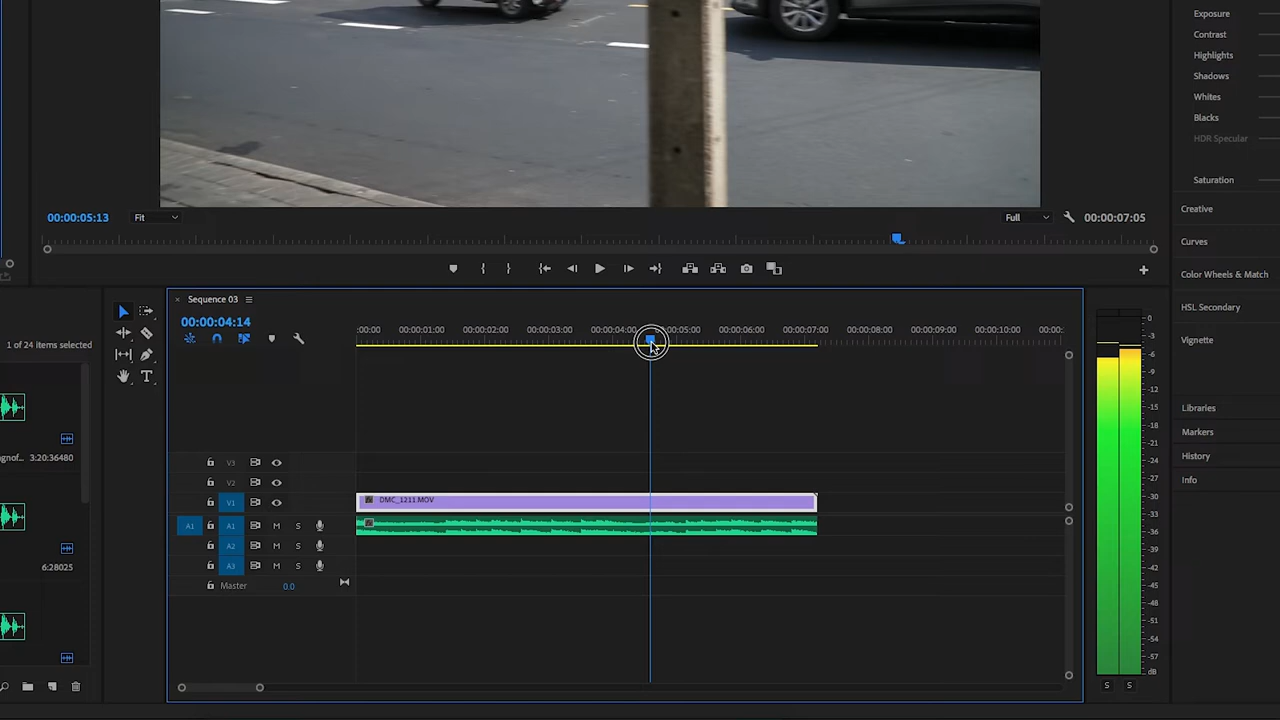 Exposure
Contrast
Highlights
Shadows
Whites
Blacks
HDR Specular
Saturation
Creative
Curves
Color Wheels & Match
HSL Secondary
Vignette
Libraries
Markers
History
Info
00:00:05:13 Fit Full 00:00:07:05
× Sequence 03
00:00:04:14
:00:00 00:00:01:00 00:00:02:00 00:00:03:00 00:00:04:00 00:00:05:00 00:00:06:00 00:00:07:00 00:00:08:00 00:00:09:00 00:00:10:00 00:00:
1 of 24 items selected
3:20:36480
6:28025
V3
V2
V1 DMC_1211.MOV
A1 A1 M S
A2 M S
A3 M S
Master 0.0
0
-3
-6
-9
-12
-15
-18
-21
-24
-27
-30
-33
-36
-39
-42
-45
-48
-51
-54
-57
dB
S S